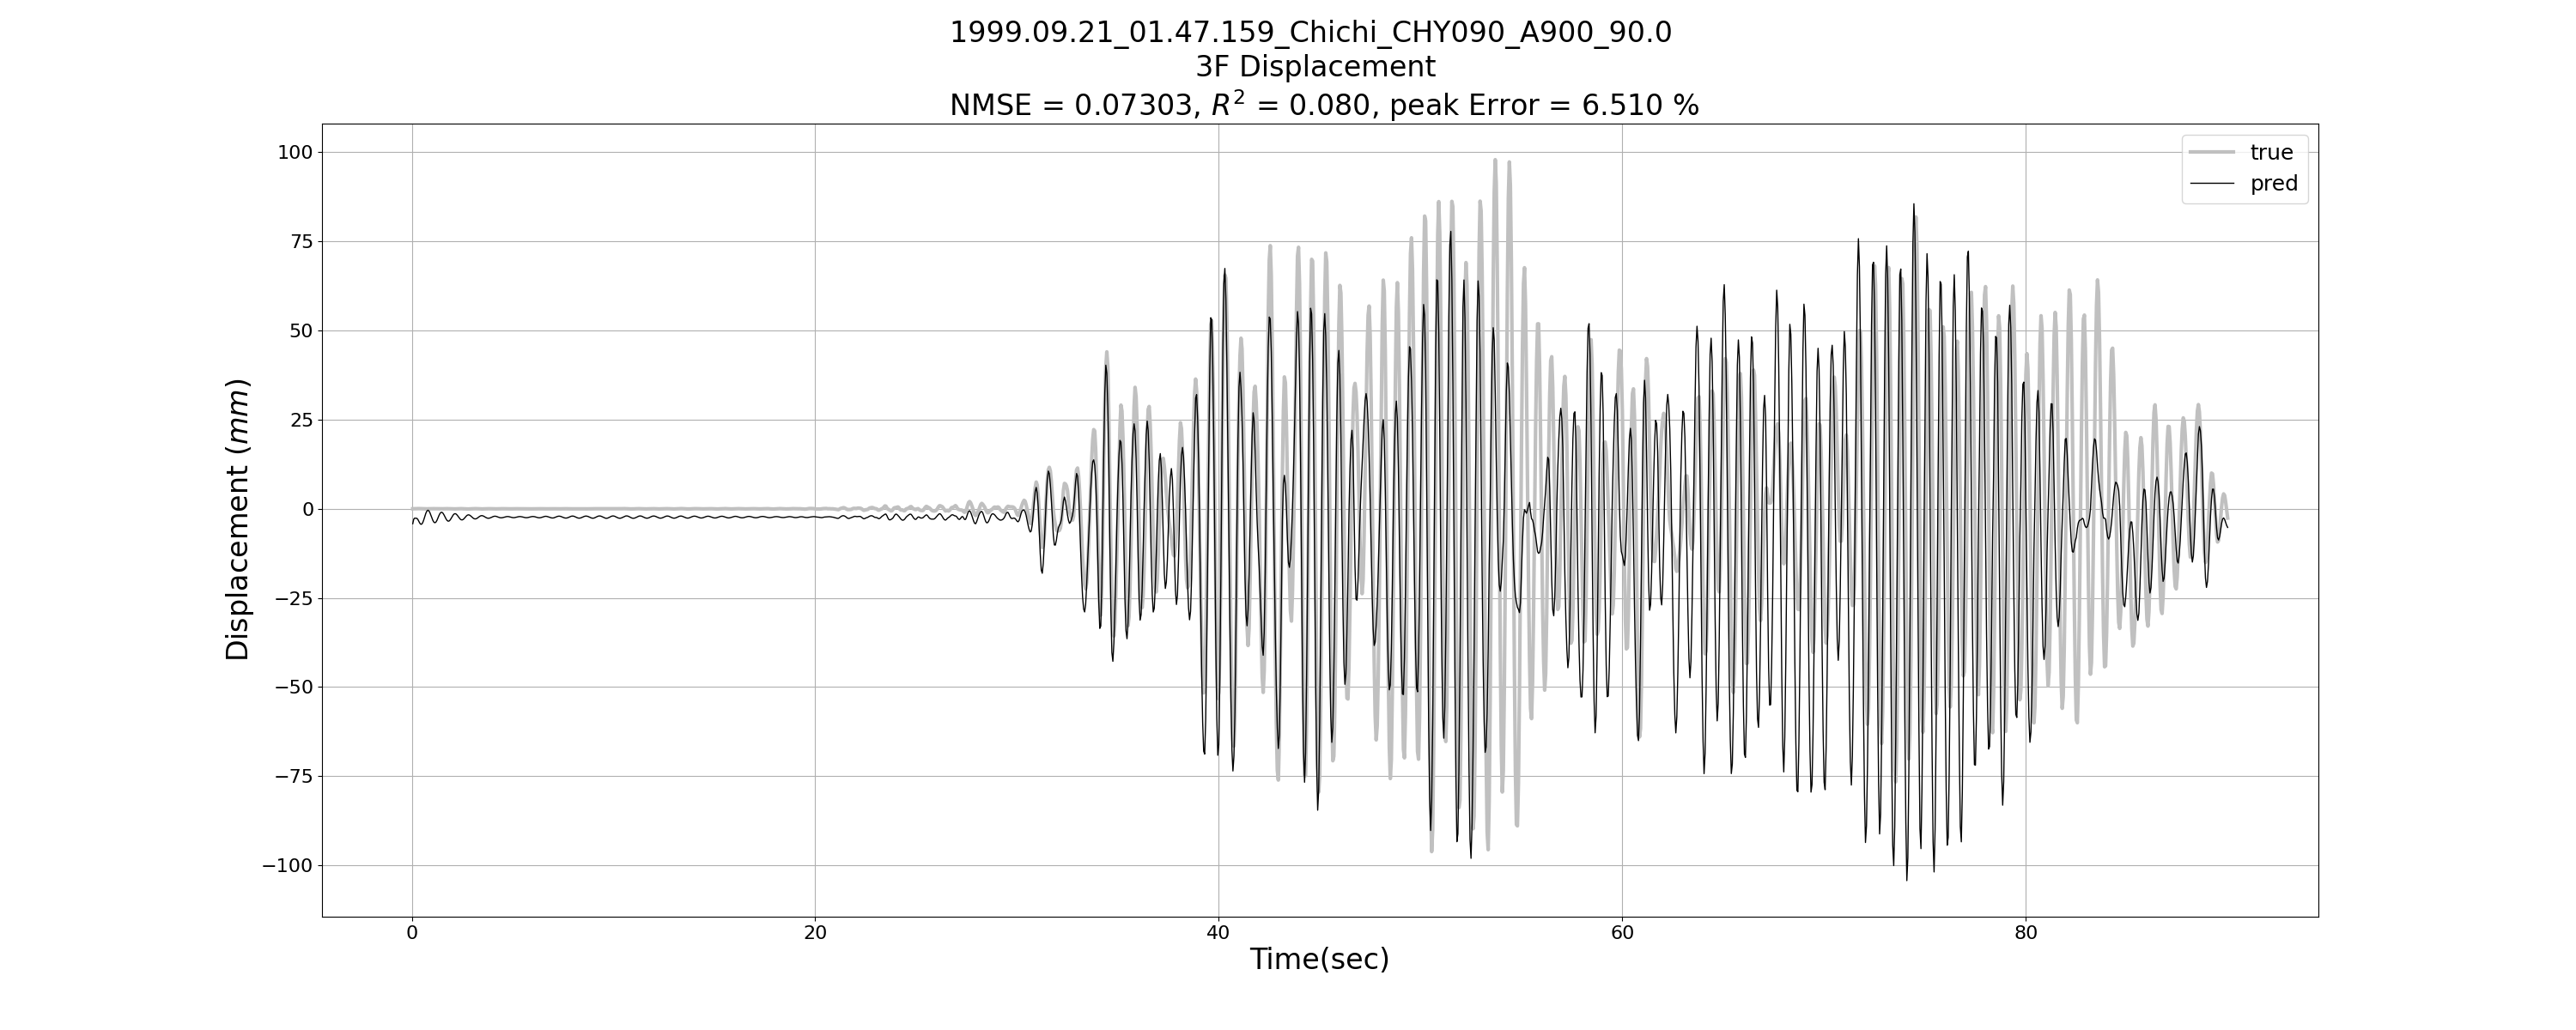 1999.09.21_01.47.159_Chichi_CHY090_A900_90.0
3F Displacement
NMSE = 0.07303, R² = 0.080, peak Error = 6.510 %
true
pred
Displacement (mm)
100
75
50
25
0
−25
−50
−75
−100
0 20 40 60 80
Time(sec)